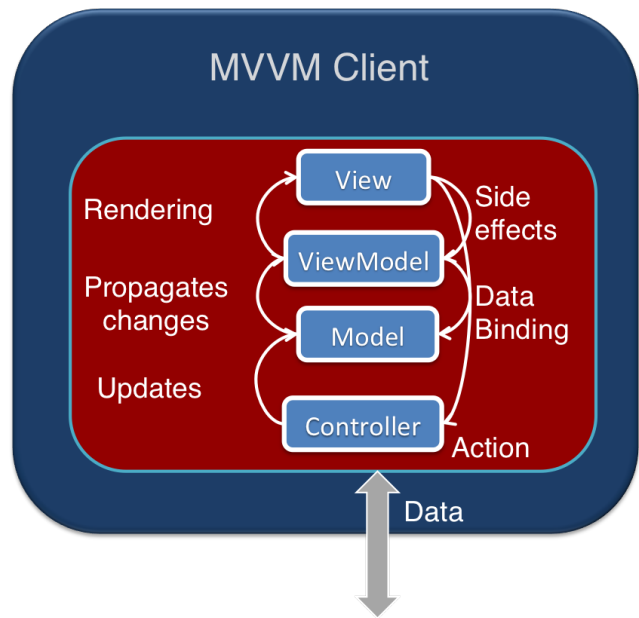 MVVM Client
View
Rendering
Side
effects
ViewModel
Propagates
changes
Data
Binding
Model
Updates
Controller
Action
Data